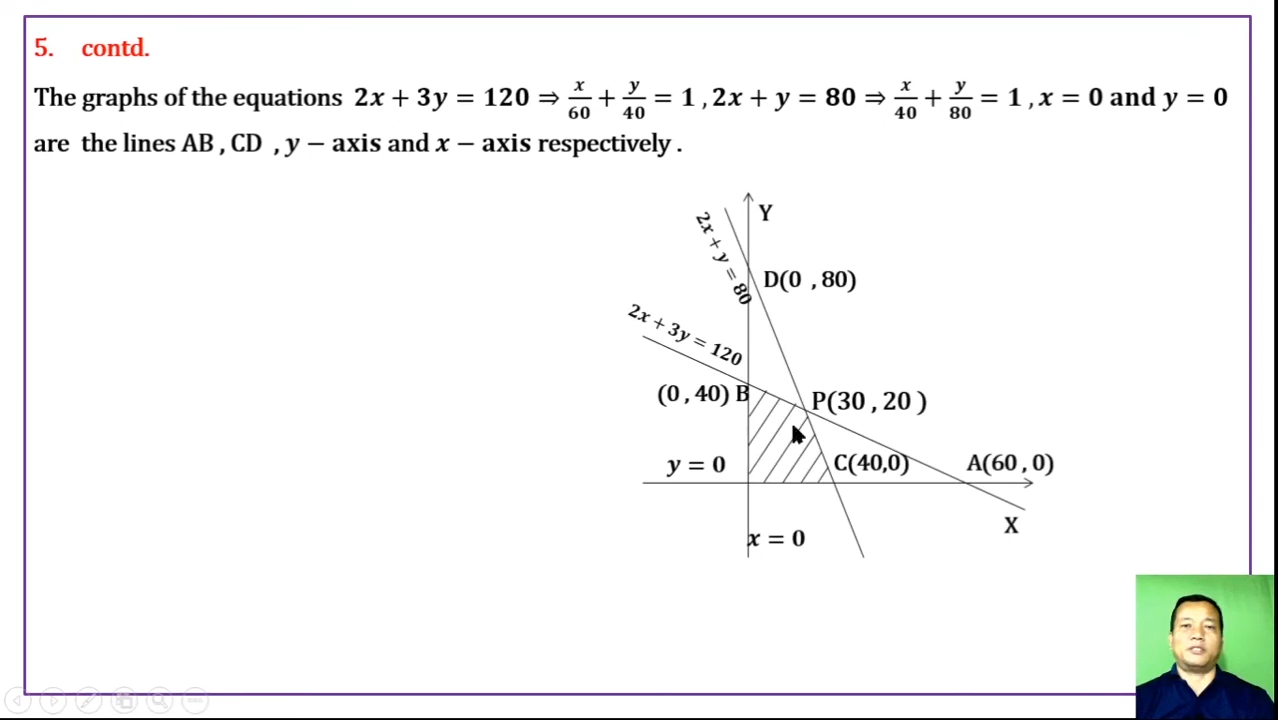 5. contd.
The graphs of the equations 2x + 3y = 120 ⇒ x/60 + y/40 = 1 , 2x + y = 80 ⇒ x/40 + y/80 = 1 , x = 0 and y = 0
are the lines AB , CD , y − axis and x − axis respectively .
Y
2x + y = 80
D(0 , 80)
2x + 3y = 120
(0 , 40) B
P(30 , 20 )
y = 0
C(40,0)
A(60 , 0)
X
x = 0